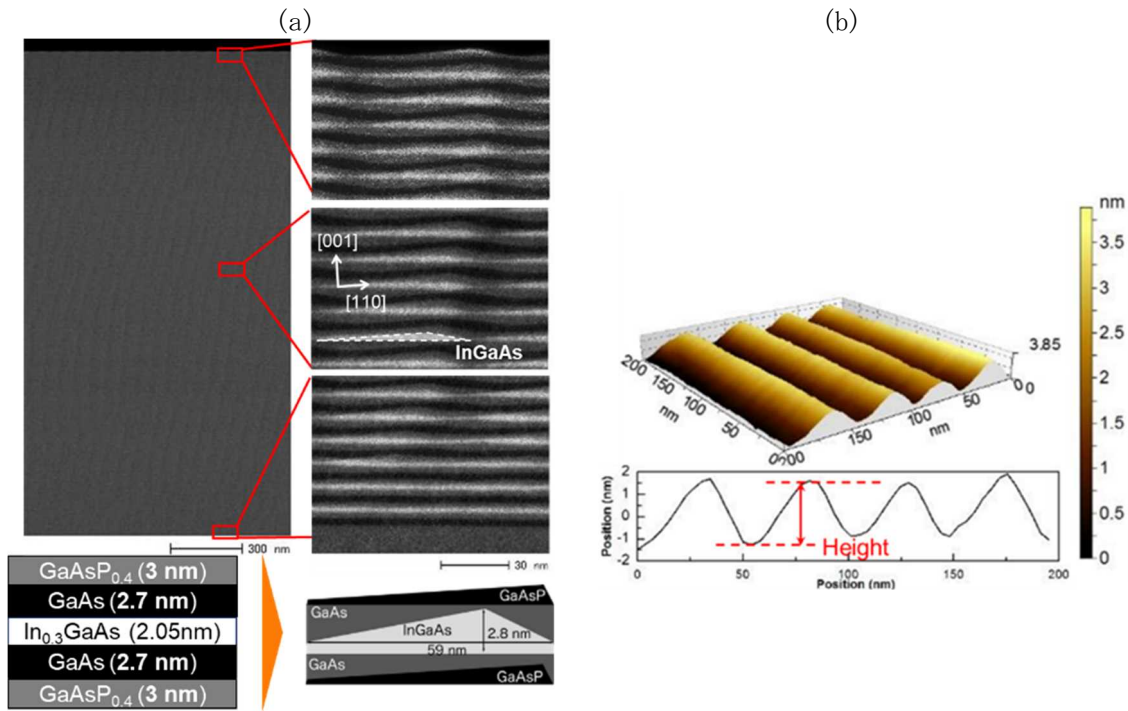 (a)
(b)
[001]
[110]
InGaAs
300 nm
30 nm
GaAsP0.4 (3 nm)
GaAs (2.7 nm)
In0.3GaAs (2.05nm)
GaAs (2.7 nm)
GaAsP0.4 (3 nm)
GaAsP
GaAs
InGaAs
2.8 nm
59 nm
GaAs
GaAsP
nm
3.5
3
2.5
2
1.5
1
0.5
0
3.85
0
200
150
100
50
0
nm
200
150
100
50
0
nm
2
1
0
-1
-2
Position (nm)
Height
0
50
100
150
200
Position (nm)